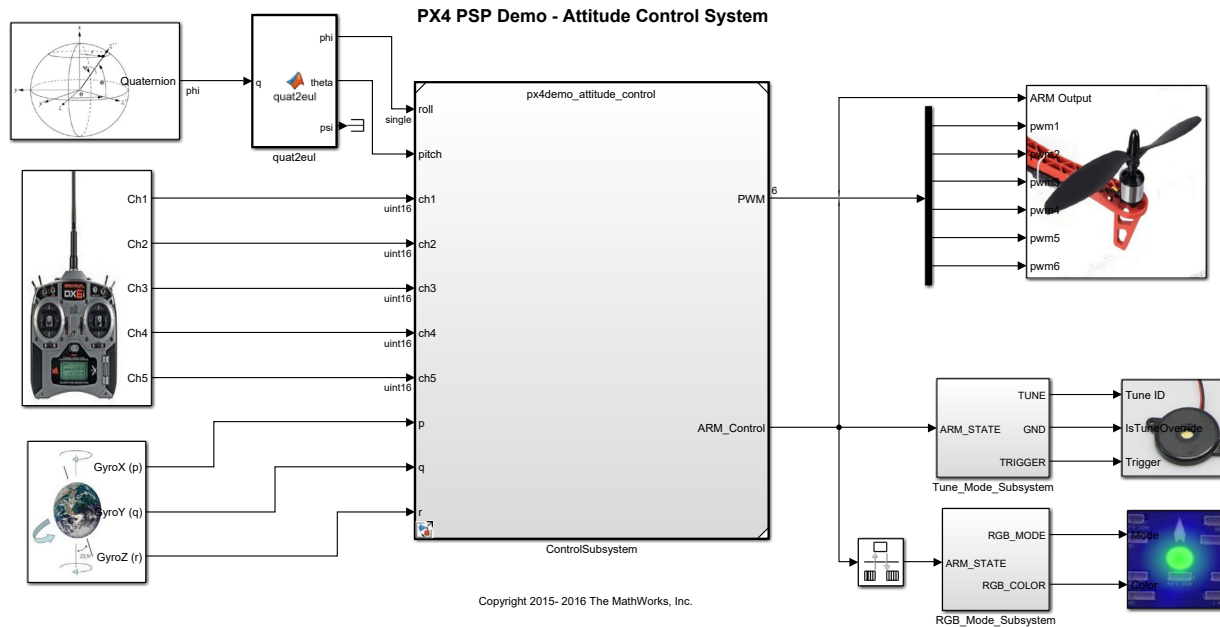 PX4 PSP Demo - Attitude Control System
Quaternion
phi
q
phi
theta
psi
quat2eul
quat2eul
px4demo_attitude_control
roll
single
pitch
ch1
uint16
ch2
uint16
ch3
uint16
ch4
uint16
ch5
uint16
p
q
r
PWM
6
ARM_Control
ControlSubsystem
Ch1
Ch2
Ch3
Ch4
Ch5
DX6i
GyroX (p)
GyroY (q)
GyroZ (r)
23,5
ARM Output
pwm1
pwm2
pwm3
pwm4
pwm5
pwm6
ARM_STATE
TUNE
GND
TRIGGER
Tune_Mode_Subsystem
Tune ID
IsTuneOverride
Trigger
ARM_STATE
RGB_MODE
RGB_COLOR
RGB_Mode_Subsystem
Mode
Color
Copyright 2015- 2016 The MathWorks, Inc.